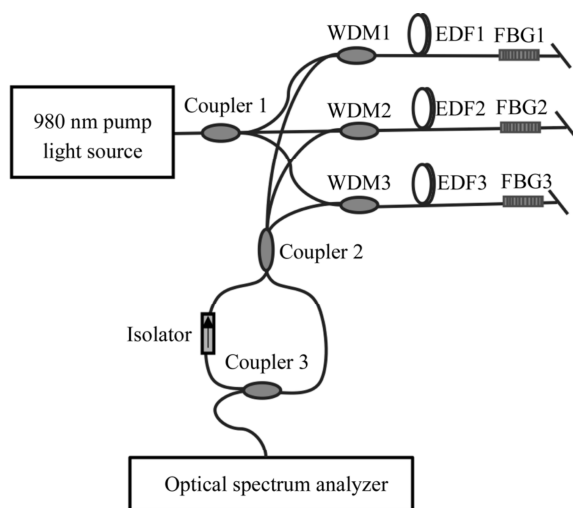 WDM1
EDF1
FBG1
Coupler 1
980 nm pump
light source
WDM2
EDF2
FBG2
WDM3
EDF3
FBG3
Coupler 2
Isolator
Coupler 3
Optical spectrum analyzer